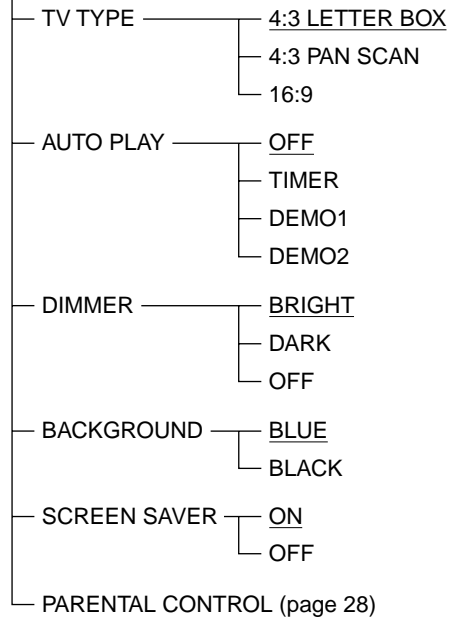 TV TYPE 4:3 LETTER BOX
4:3 PAN SCAN
16:9
AUTO PLAY OFF
TIMER
DEMO1
DEMO2
DIMMER BRIGHT
DARK
OFF
BACKGROUND BLUE
BLACK
SCREEN SAVER ON
OFF
PARENTAL CONTROL (page 28)